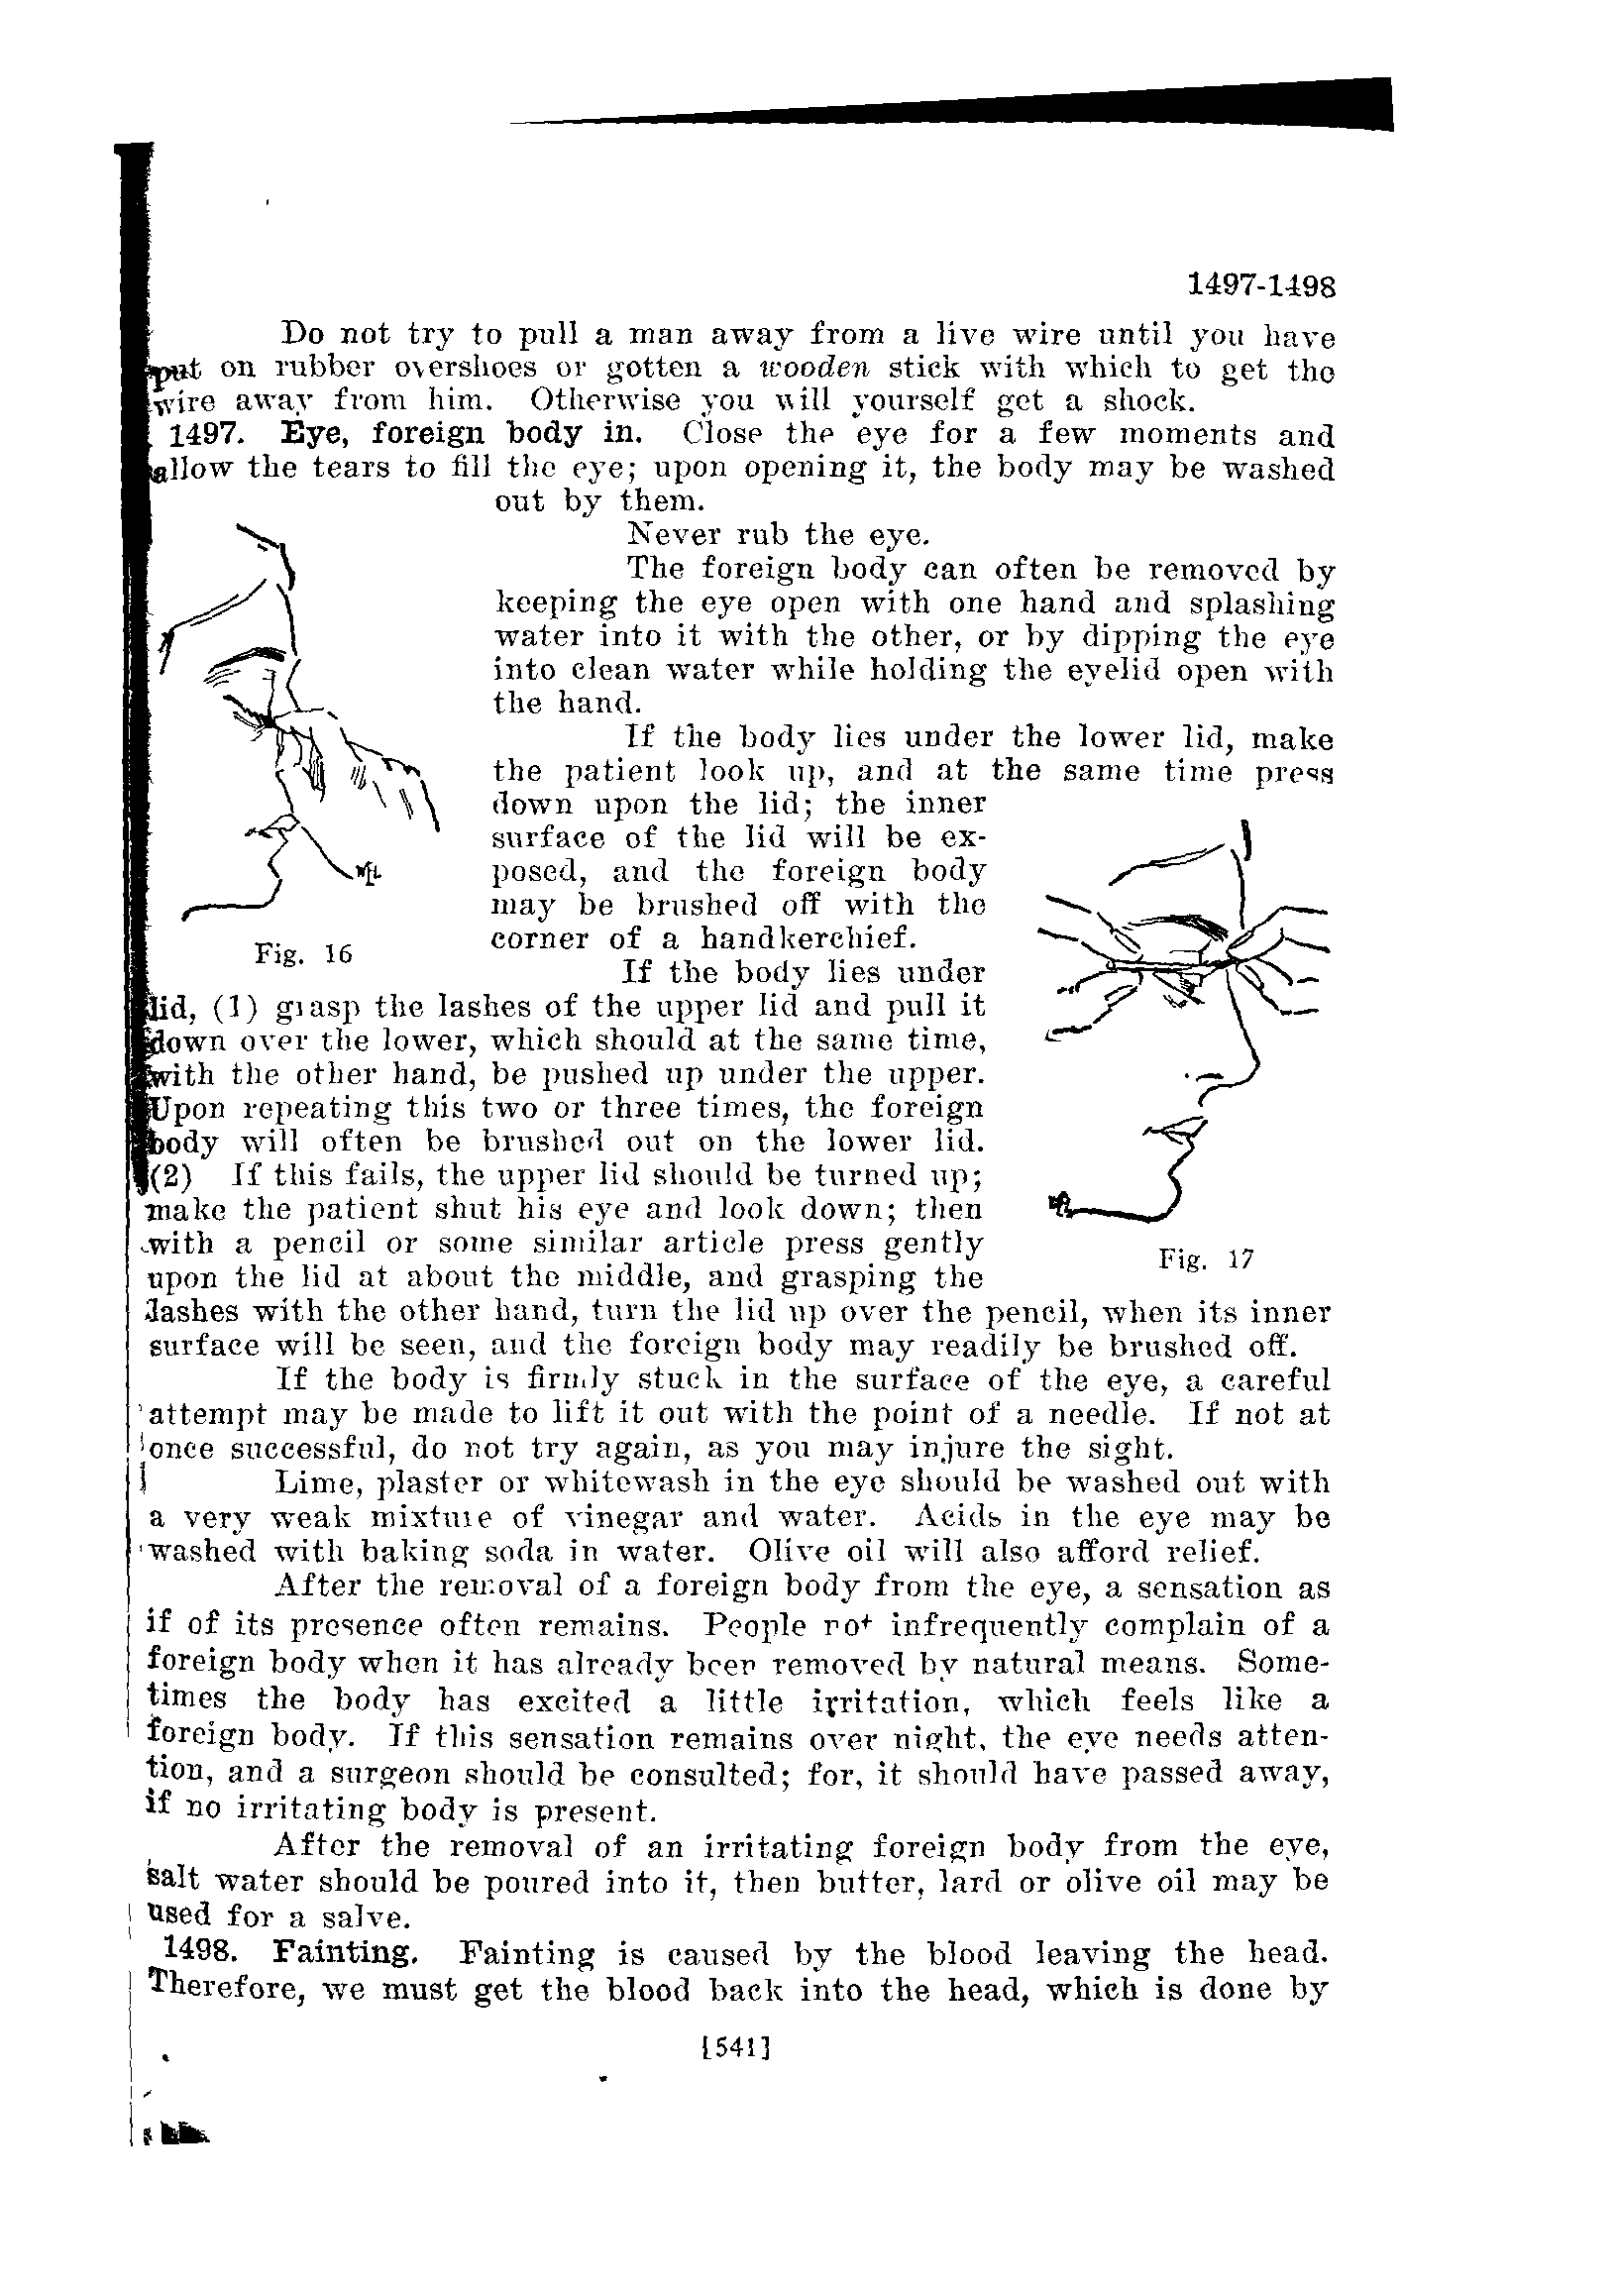 1497-1498
Do not try to pull a man away from a live wire until you have
put on rubber overshoes or gotten a wooden stick with which to get the
wire away from him. Otherwise you will yourself get a shock.
1497. Eye, foreign body in. Close the eye for a few moments and
allow the tears to fill the eye; upon opening it, the body may be washed
out by them.
Never rub the eye.
The foreign body can often be removed by
keeping the eye open with one hand and splashing
water into it with the other, or by dipping the eye
into clean water while holding the eyelid open with
the hand.
If the body lies under the lower lid, make
the patient look up, and at the same time press
down upon the lid; the inner
surface of the lid will be ex-
posed, and the foreign body
may be brushed off with the
corner of a handkerchief.
Fig. 16
If the body lies under
lid, (1) grasp the lashes of the upper lid and pull it
down over the lower, which should at the same time,
with the other hand, be pushed up under the upper.
Upon repeating this two or three times, the foreign
body will often be brushed out on the lower lid.
(2) If this fails, the upper lid should be turned up;
make the patient shut his eye and look down; then
with a pencil or some similar article press gently
upon the lid at about the middle, and grasping the
Fig. 17
lashes with the other hand, turn the lid up over the pencil, when its inner
surface will be seen, and the foreign body may readily be brushed off.
If the body is firmly stuck in the surface of the eye, a careful
attempt may be made to lift it out with the point of a needle. If not at
once successful, do not try again, as you may injure the sight.
Lime, plaster or whitewash in the eye should be washed out with
a very weak mixture of vinegar and water. Acids in the eye may be
washed with baking soda in water. Olive oil will also afford relief.
After the removal of a foreign body from the eye, a sensation as
if of its presence often remains. People not infrequently complain of a
foreign body when it has already been removed by natural means. Some-
times the body has excited a little irritation, which feels like a
foreign body. If this sensation remains over night, the eye needs atten-
tion, and a surgeon should be consulted; for, it should have passed away,
if no irritating body is present.
After the removal of an irritating foreign body from the eye,
salt water should be poured into it, then butter, lard or olive oil may be
used for a salve.
1498. Fainting. Fainting is caused by the blood leaving the head.
Therefore, we must get the blood back into the head, which is done by
[541]